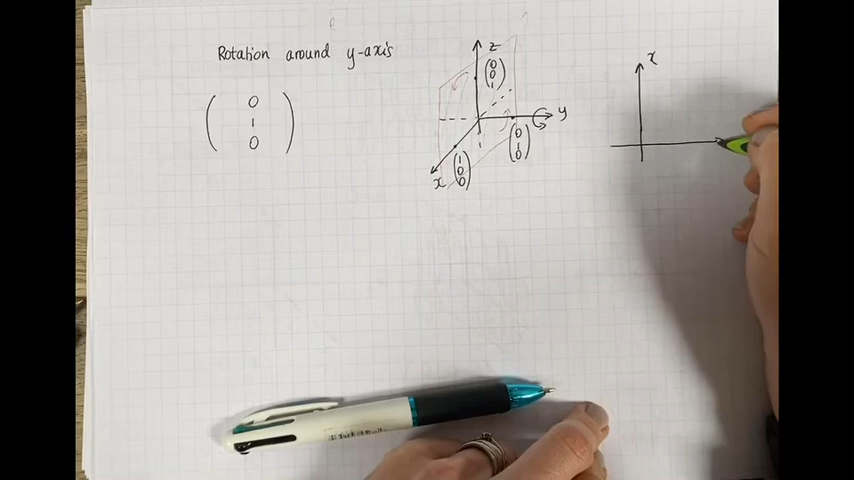 Rotation around y-axis
( 0 )
1
0
z
( 0 )
0
1
y
( 0 )
1
0
x
( 1 )
0
0
x